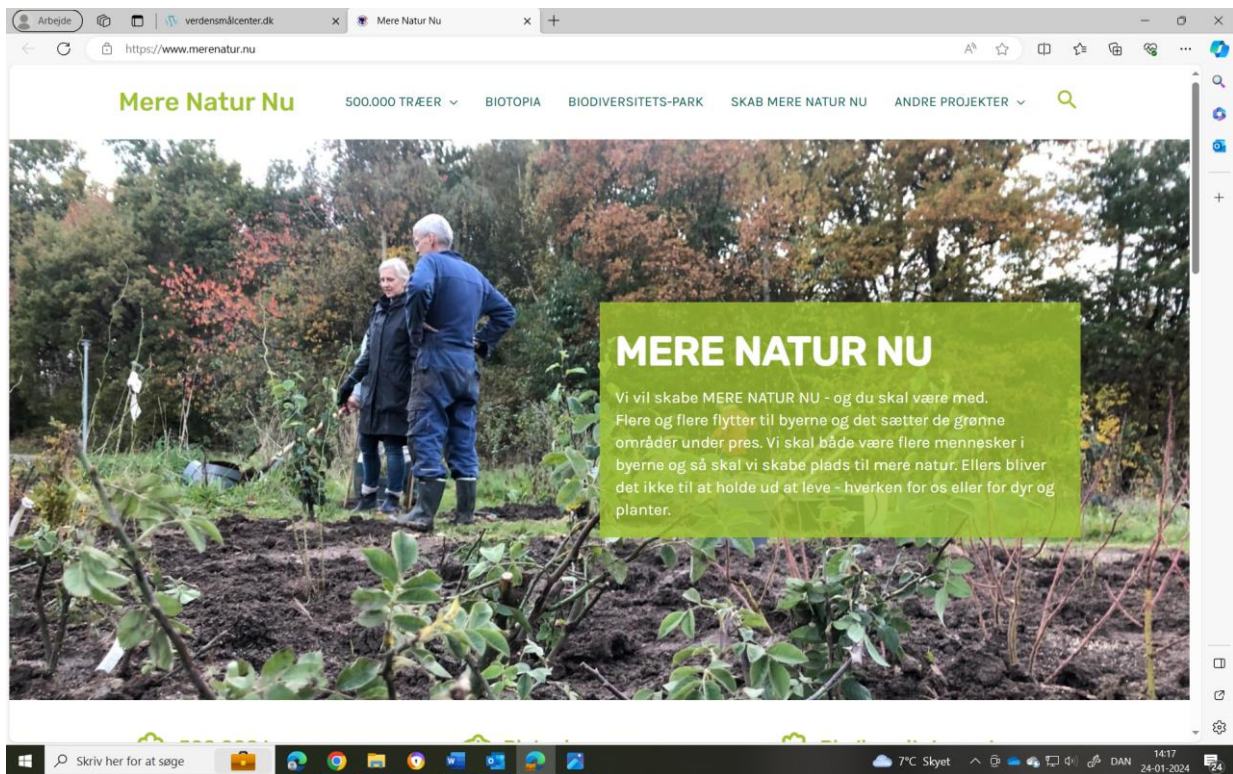 Arbejde
verdensmålcenter.dk
Mere Natur Nu
https://www.merenatur.nu
Mere Natur Nu
500.000 TRÆER
BIOTOPIA
BIODIVERSITETS-PARK
SKAB MERE NATUR NU
ANDRE PROJEKTER
MERE NATUR NU
Vi vil skabe MERE NATUR NU - og du skal være med.
Flere og flere flytter til byerne og det sætter de grønne
områder under pres. Vi skal både være flere mennesker i
byerne og så skal vi skabe plads til mere natur. Ellers bliver
det ikke til at holde ud at leve - hverken for os eller for dyr og
planter.
Skriv her for at søge
7°C Skyet
DAN
14:17
24-01-2024
24